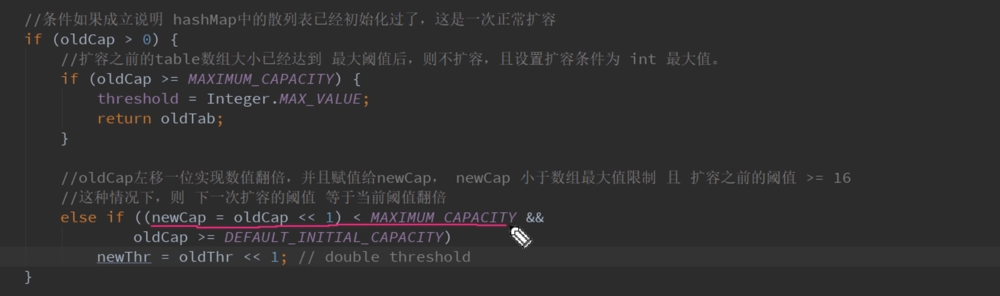 //条件如果成立说明 hashMap中的散列表已经初始化过了，这是一次正常扩容
if (oldCap > 0) {
//扩容之前的table数组大小已经达到 最大阈值后，则不扩容，且设置扩容条件为 int 最大值。
if (oldCap >= MAXIMUM_CAPACITY) {
threshold = Integer.MAX_VALUE;
return oldTab;
}
//oldCap左移一位实现数值翻倍，并且赋值给newCap， newCap 小于数组最大值限制 且 扩容之前的阈值 >= 16
//这种情况下，则 下一次扩容的阈值 等于当前阈值翻倍
else if ((newCap = oldCap << 1) < MAXIMUM_CAPACITY &&
oldCap >= DEFAULT_INITIAL_CAPACITY)
newThr = oldThr << 1; // double threshold
}